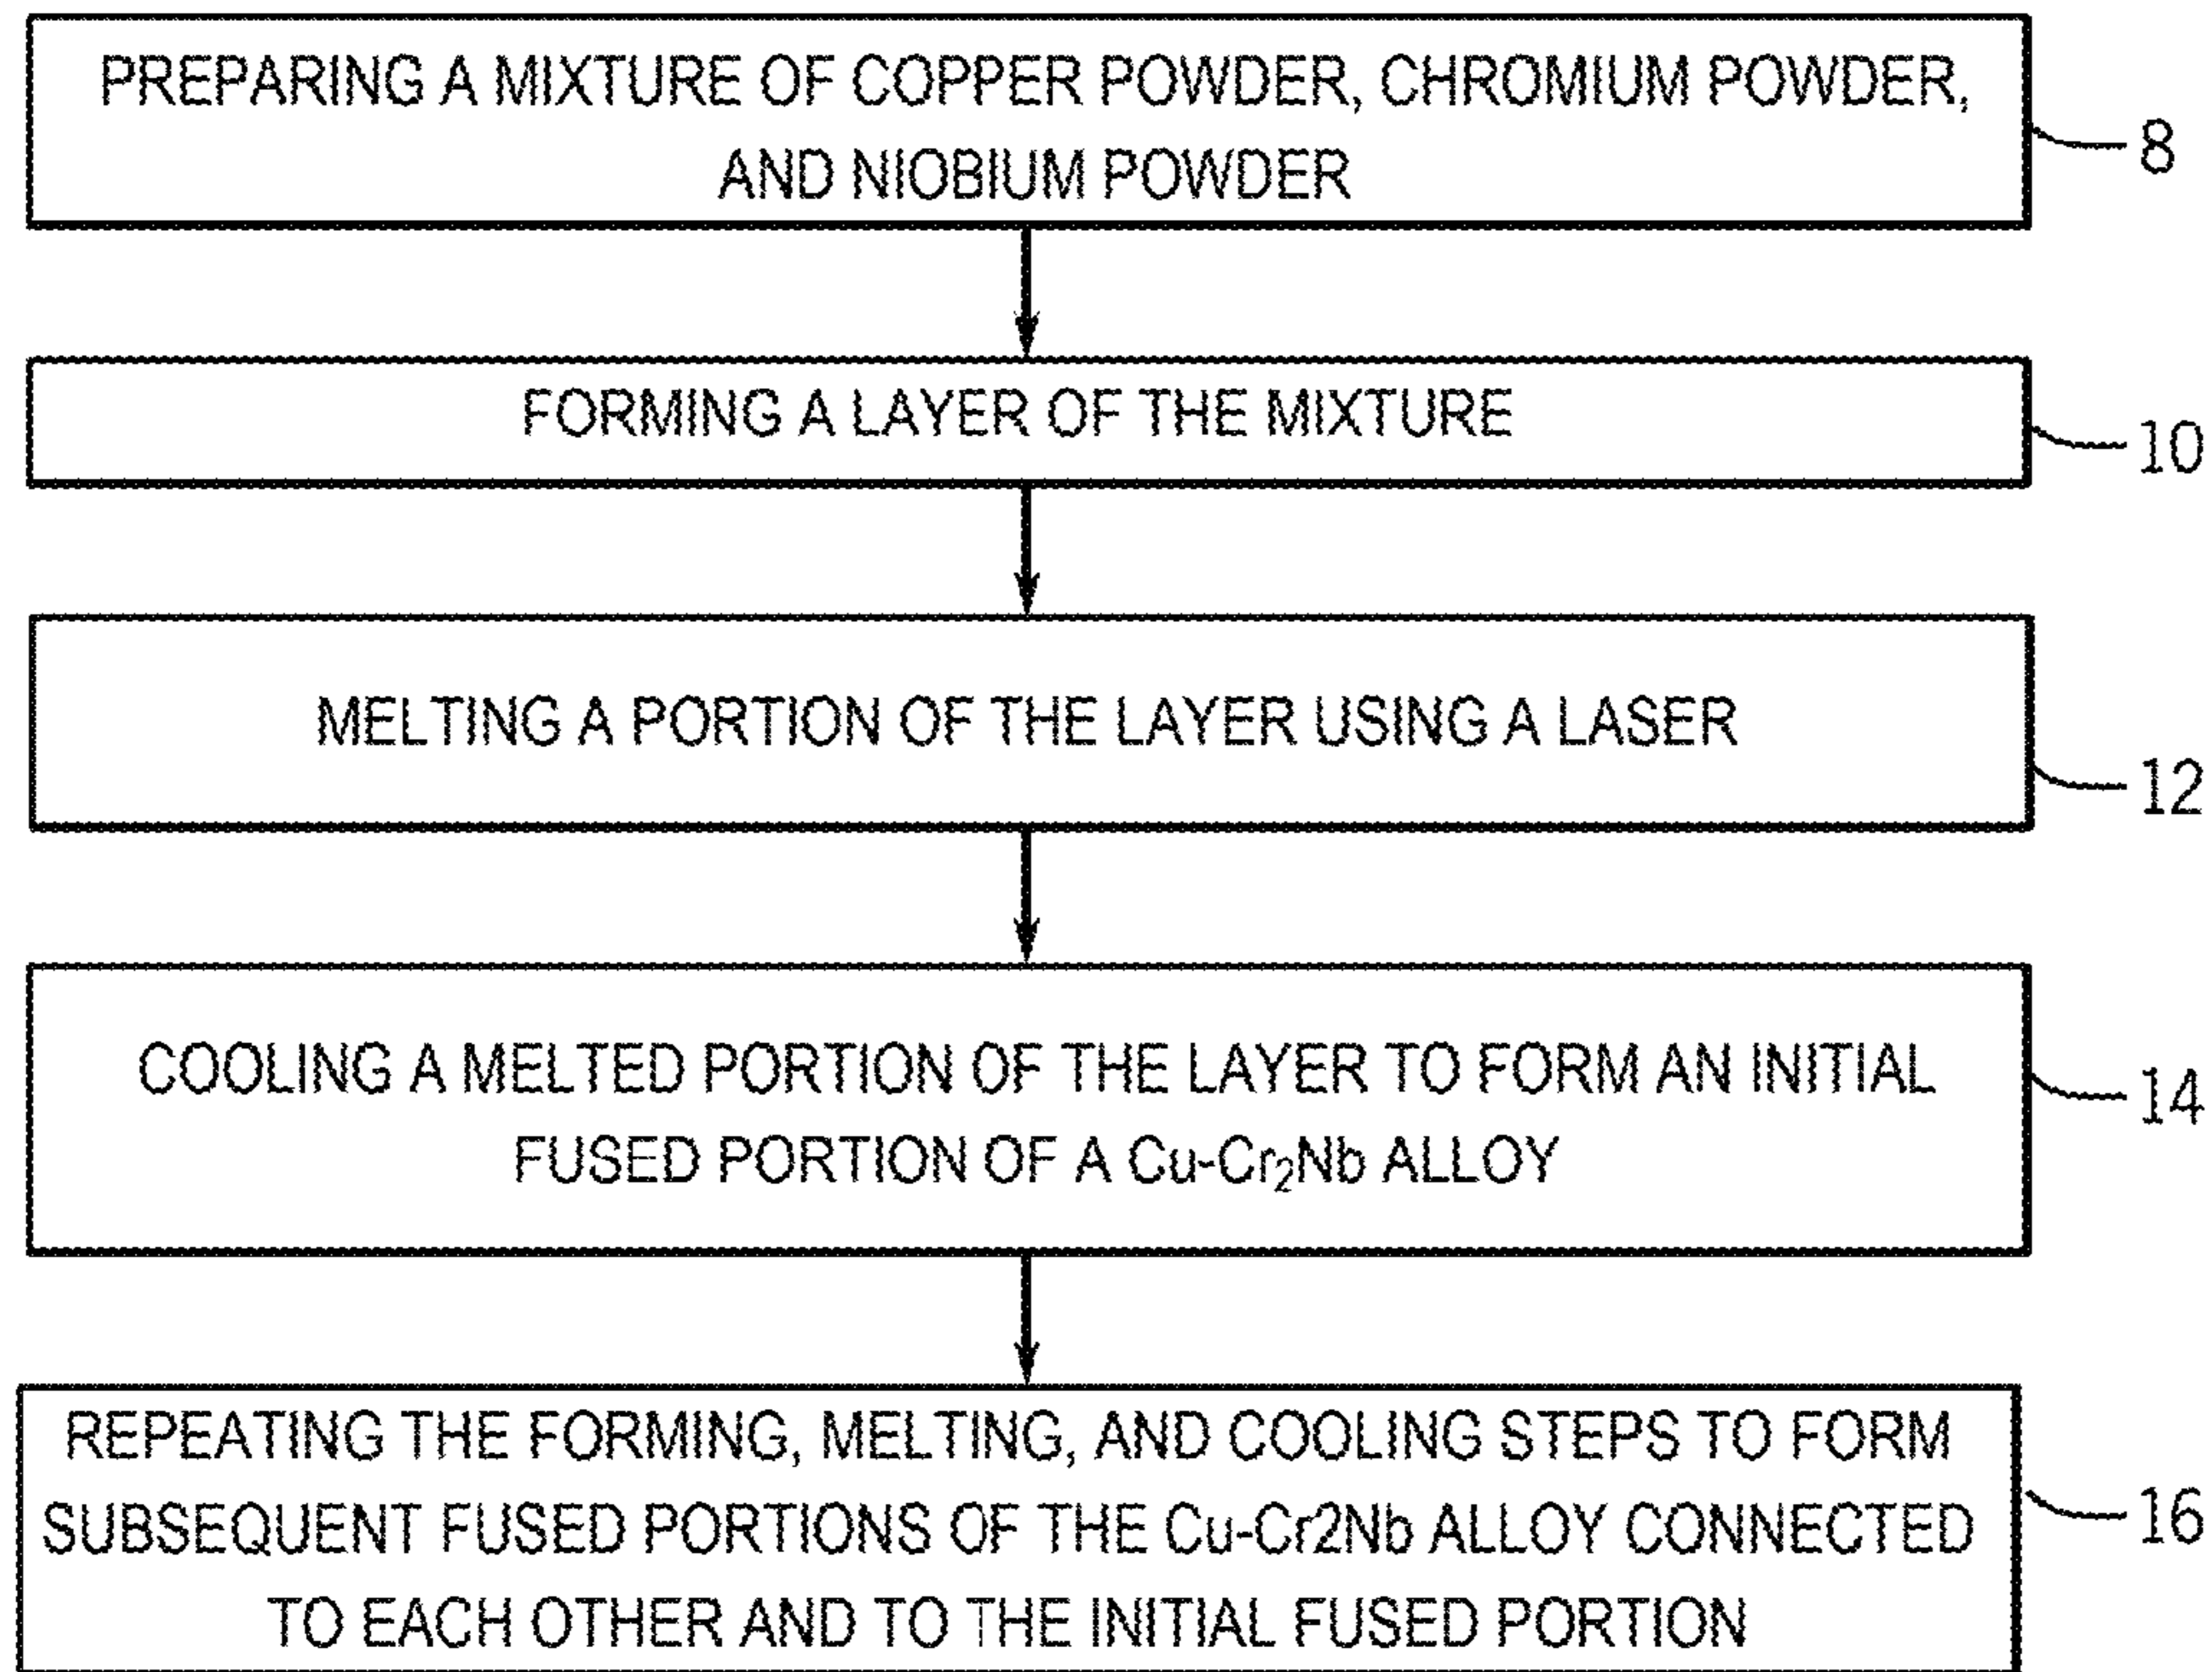 PREPARING A MIXTURE OF COPPER POWDER, CHROMIUM POWDER,
AND NIOBIUM POWDER
8
FORMING A LAYER OF THE MIXTURE
10
MELTING A PORTION OF THE LAYER USING A LASER
12
COOLING A MELTED PORTION OF THE LAYER TO FORM AN INITIAL
FUSED PORTION OF A Cu-Cr₂Nb ALLOY
14
REPEATING THE FORMING, MELTING, AND COOLING STEPS TO FORM
SUBSEQUENT FUSED PORTIONS OF THE Cu-Cr2Nb ALLOY CONNECTED
TO EACH OTHER AND TO THE INITIAL FUSED PORTION
16